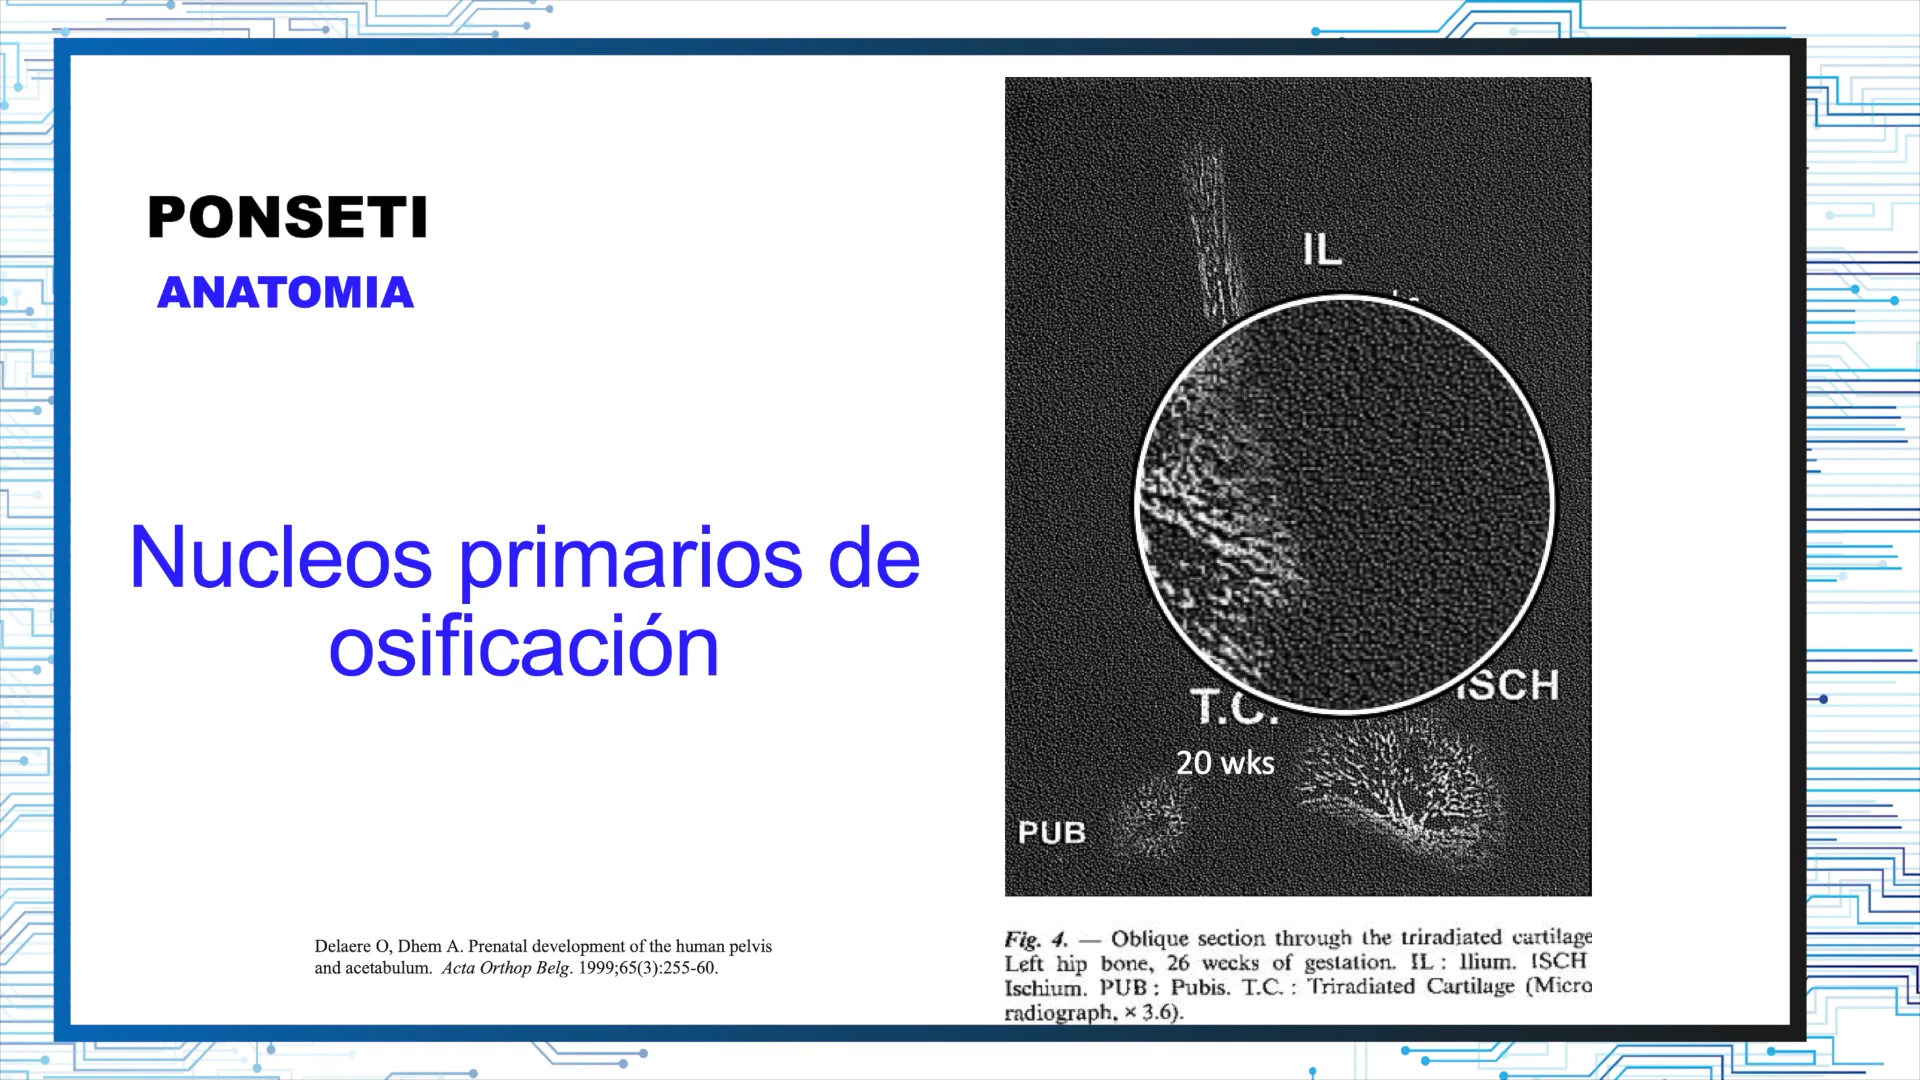 PONSETI
ANATOMIA
Nucleos primarios de
osificación
Delaere O, Dhem A. Prenatal development of the human pelvis
and acetabulum. Acta Orthop Belg. 1999;65(3):255-60.
IL
ISCH
T.C.
20 wks
PUB
Fig. 4. — Oblique section through the triradiated cartilage
Left hip bone, 26 weeks of gestation. IL : Ilium. ISCH
Ischium. PUB : Pubis. T.C. : Triradiated Cartilage (Micro
radiograph, × 3.6).